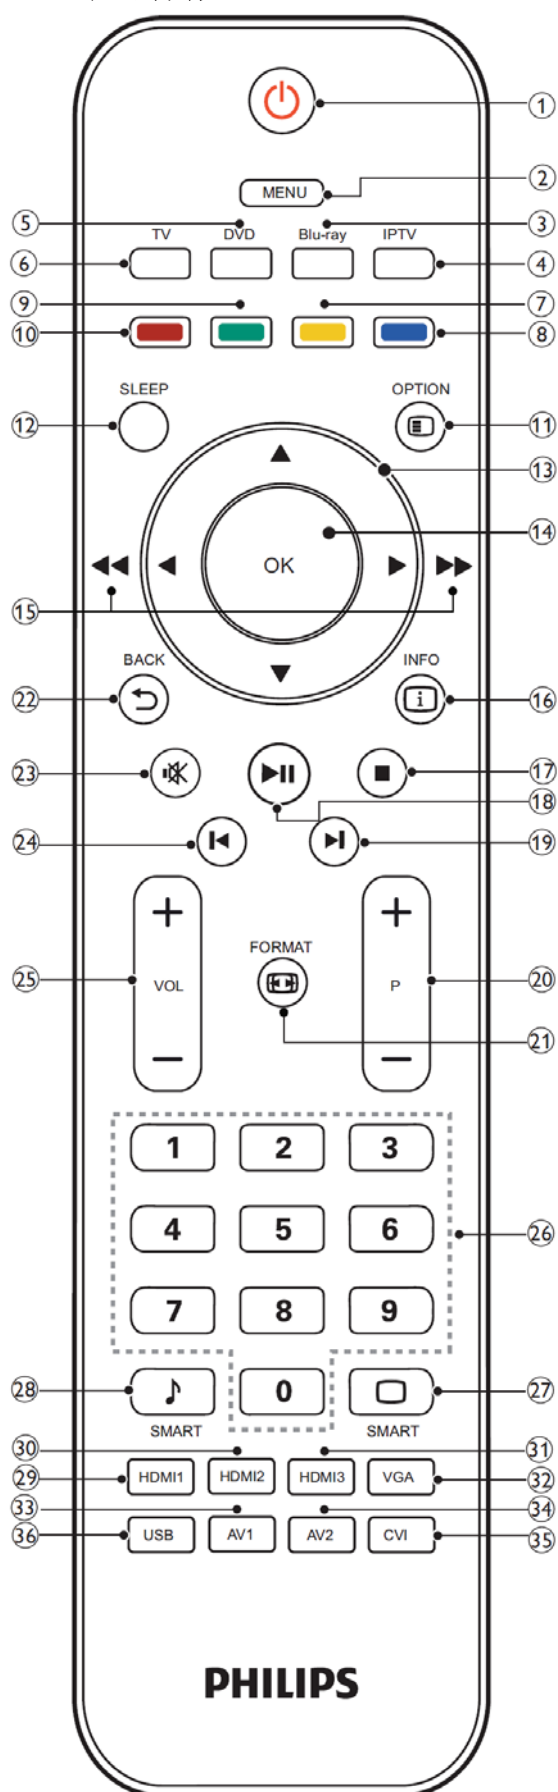 ①
MENU ②
⑤ ③
TV DVD Blu-ray IPTV
⑥ ④
⑨ ⑦
⑩ ⑧
SLEEP OPTION
⑫ ⑪
⑬
⑭
OK
⑮
BACK INFO
㉒ i ⑯
㉓ ⑰
⑱
㉔ ⑲
+ +
FORMAT
㉕ VOL P ⑳
㉑
− −
1 2 3
4 5 6 ㉖
7 8 9
㉘ 0 ㉗
SMART SMART
㉚ ㉛
㉙ HDMI1 HDMI2 HDMI3 VGA ㉜
㉝ ㉞
㊱ USB AV1 AV2 CVI ㉟
PHILIPS